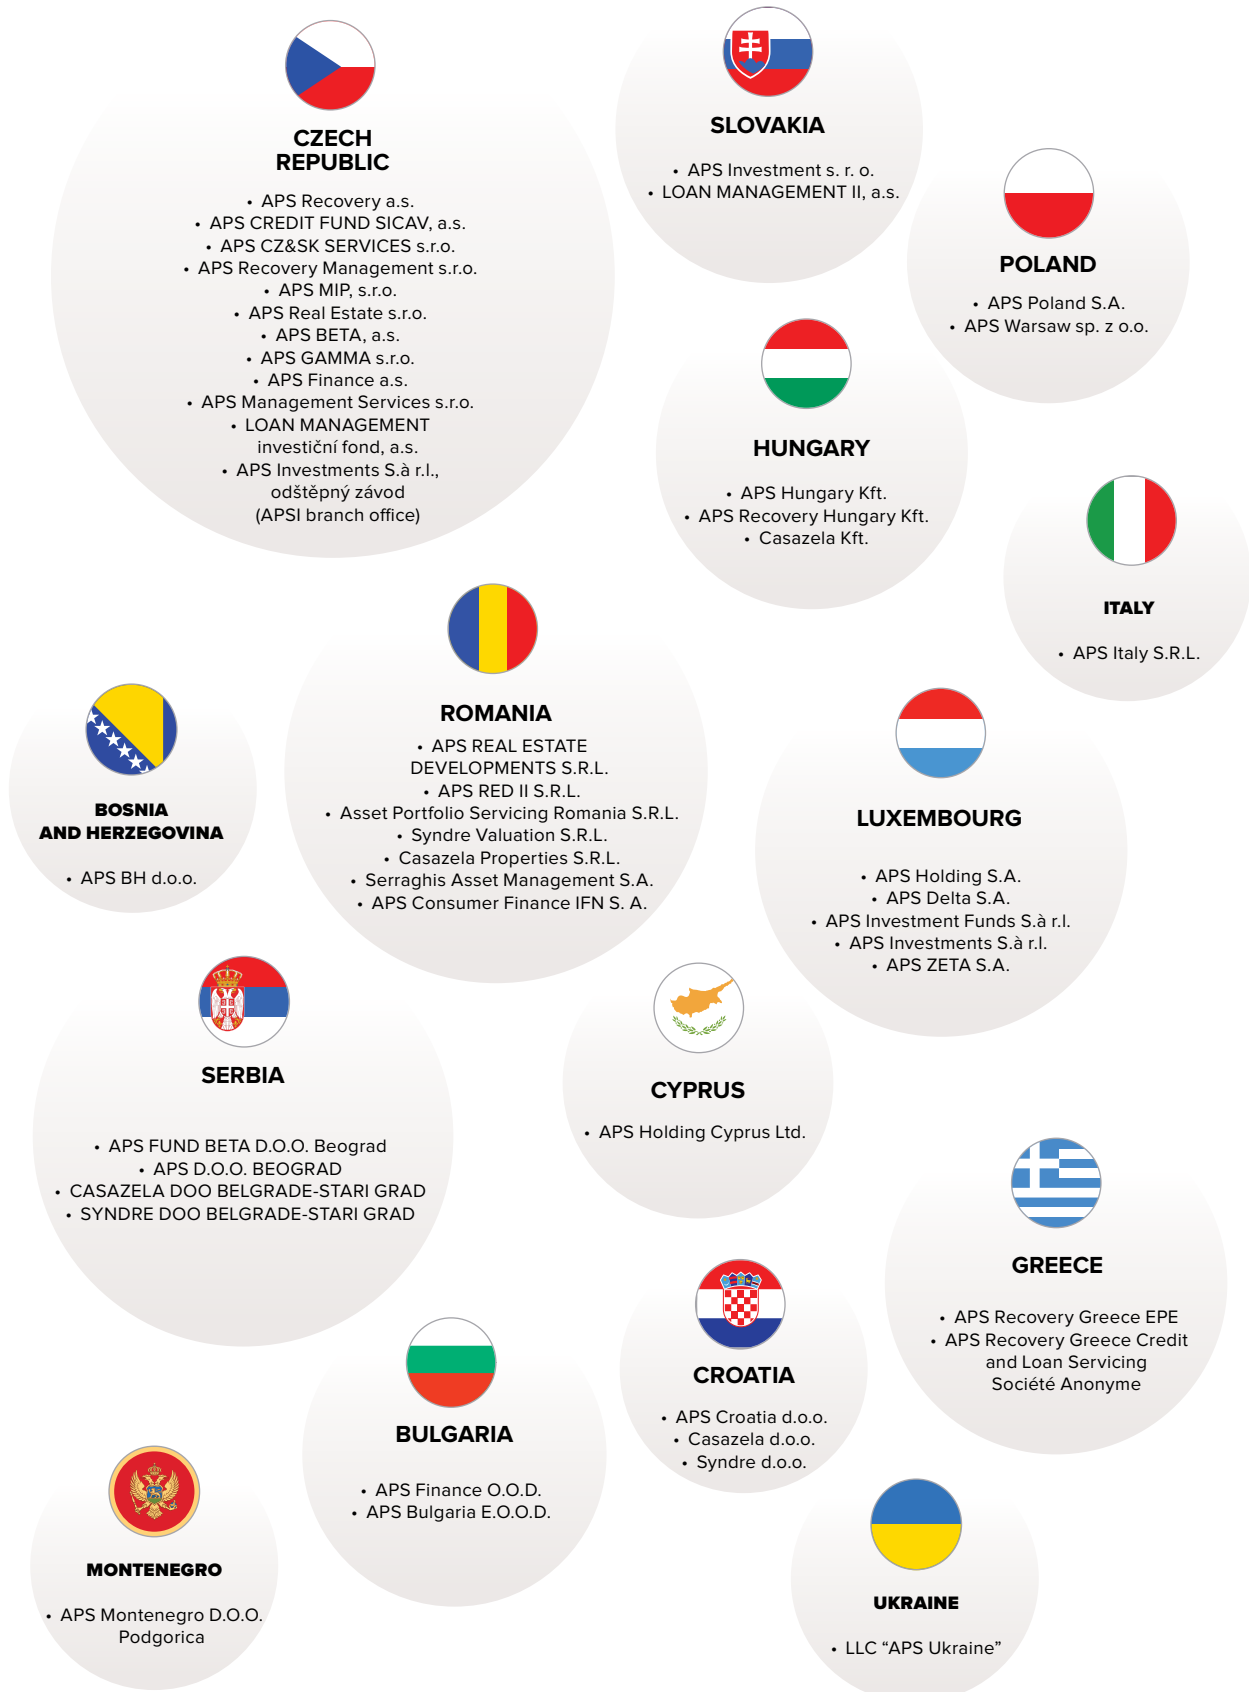 CZECH
REPUBLIC
• APS Recovery a.s.
• APS CREDIT FUND SICAV, a.s.
• APS CZ&SK SERVICES s.r.o.
• APS Recovery Management s.r.o.
• APS MIP, s.r.o.
• APS Real Estate s.r.o.
• APS BETA, a.s.
• APS GAMMA s.r.o.
• APS Finance a.s.
• APS Management Services s.r.o.
• LOAN MANAGEMENT
investiční fond, a.s.
• APS Investments S.à r.l.,
odštěpný závod
(APSI branch office)
SLOVAKIA
• APS Investment s. r. o.
• LOAN MANAGEMENT II, a.s.
POLAND
• APS Poland S.A.
• APS Warsaw sp. z o.o.
HUNGARY
• APS Hungary Kft.
• APS Recovery Hungary Kft.
• Casazela Kft.
ITALY
• APS Italy S.R.L.
ROMANIA
• APS REAL ESTATE
DEVELOPMENTS S.R.L.
• APS RED II S.R.L.
• Asset Portfolio Servicing Romania S.R.L.
• Syndre Valuation S.R.L.
• Casazela Properties S.R.L.
• Serraghis Asset Management S.A.
• APS Consumer Finance IFN S. A.
BOSNIA
AND HERZEGOVINA
• APS BH d.o.o.
LUXEMBOURG
• APS Holding S.A.
• APS Delta S.A.
• APS Investment Funds S.à r.l.
• APS Investments S.à r.l.
• APS ZETA S.A.
SERBIA
• APS FUND BETA D.O.O. Beograd
• APS D.O.O. BEOGRAD
• CASAZELA DOO BELGRADE-STARI GRAD
• SYNDRE DOO BELGRADE-STARI GRAD
CYPRUS
• APS Holding Cyprus Ltd.
GREECE
• APS Recovery Greece EPE
• APS Recovery Greece Credit
and Loan Servicing
Société Anonyme
CROATIA
• APS Croatia d.o.o.
• Casazela d.o.o.
• Syndre d.o.o.
BULGARIA
• APS Finance O.O.D.
• APS Bulgaria E.O.O.D.
MONTENEGRO
• APS Montenegro D.O.O.
Podgorica
UKRAINE
• LLC “APS Ukraine”